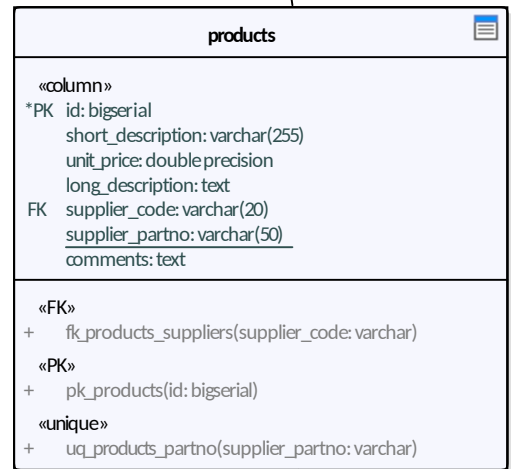 products
«column»
*PK id: bigserial
short_description: varchar(255)
unit_price: double precision
long_description: text
FK supplier_code: varchar(20)
supplier_partno: varchar(50)
comments: text
«FK»
+ fk_products_suppliers(supplier_code: varchar)
«PK»
+ pk_products(id: bigserial)
«unique»
+ uq_products_partno(supplier_partno: varchar)